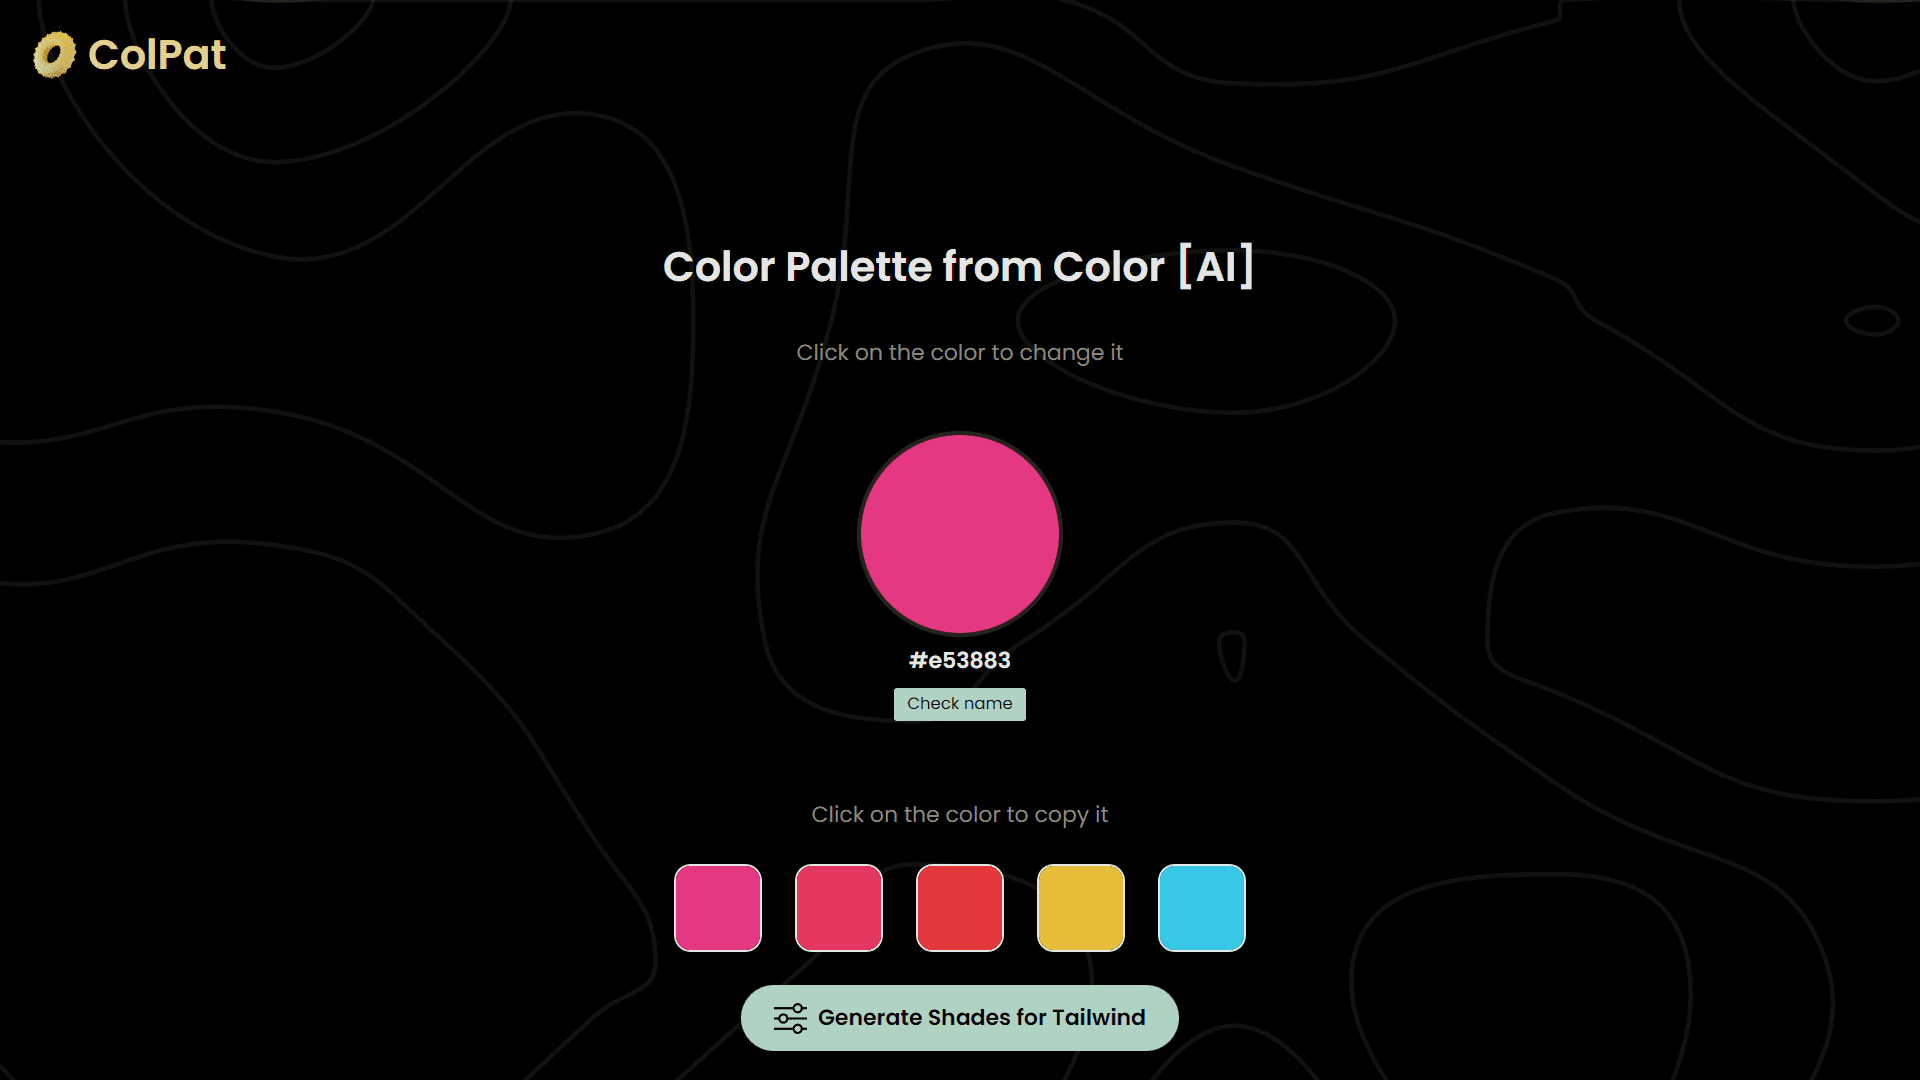 ColPat
Color Palette from Color [AI]
Click on the color to change it
#e53883
Check name
Click on the color to copy it
Generate Shades for Tailwind